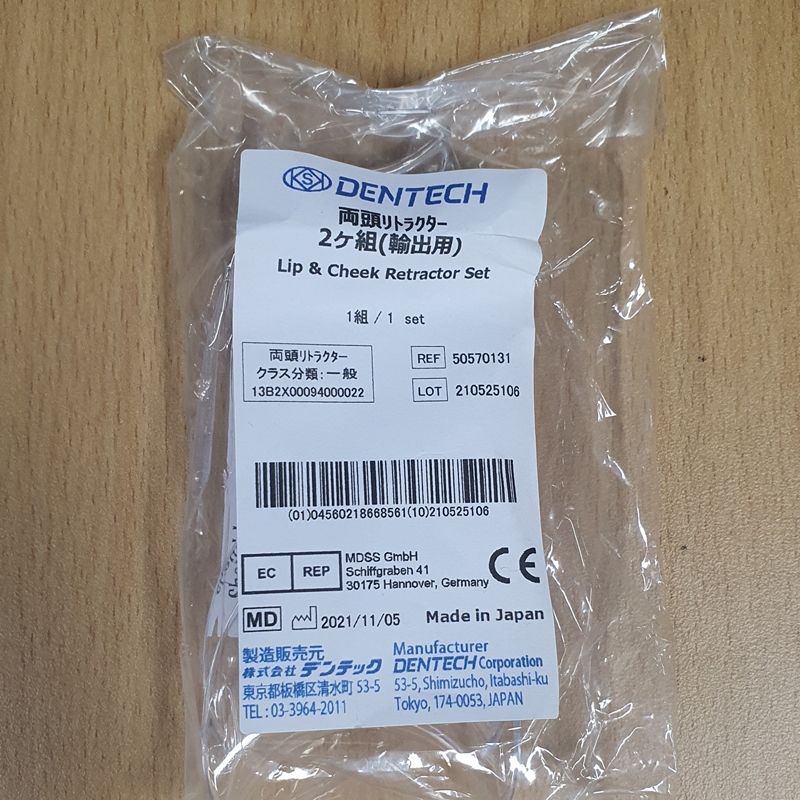 KSK DENTECH
両頭リトラクター
2ケ組(輸出用)
Lip & Cheek Retractor Set
1組 / 1 set
両頭リトラクター
クラス分類:一般
13B2X00094000022
REF 50570131
LOT 210525106
(01)04560218668561(10)210525106
EC REP
MDSS GmbH
Schiffgraben 41
30175 Hannover, Germany
CE
MD 2021/11/05 Made in Japan
製造販売元
株式会社 デンテック
東京都板橋区清水町 53-5
TEL : 03-3964-2011
Manufacturer
DENTECH Corporation
53-5, Shimizucho, Itabashi-ku
Tokyo, 174-0053, JAPAN